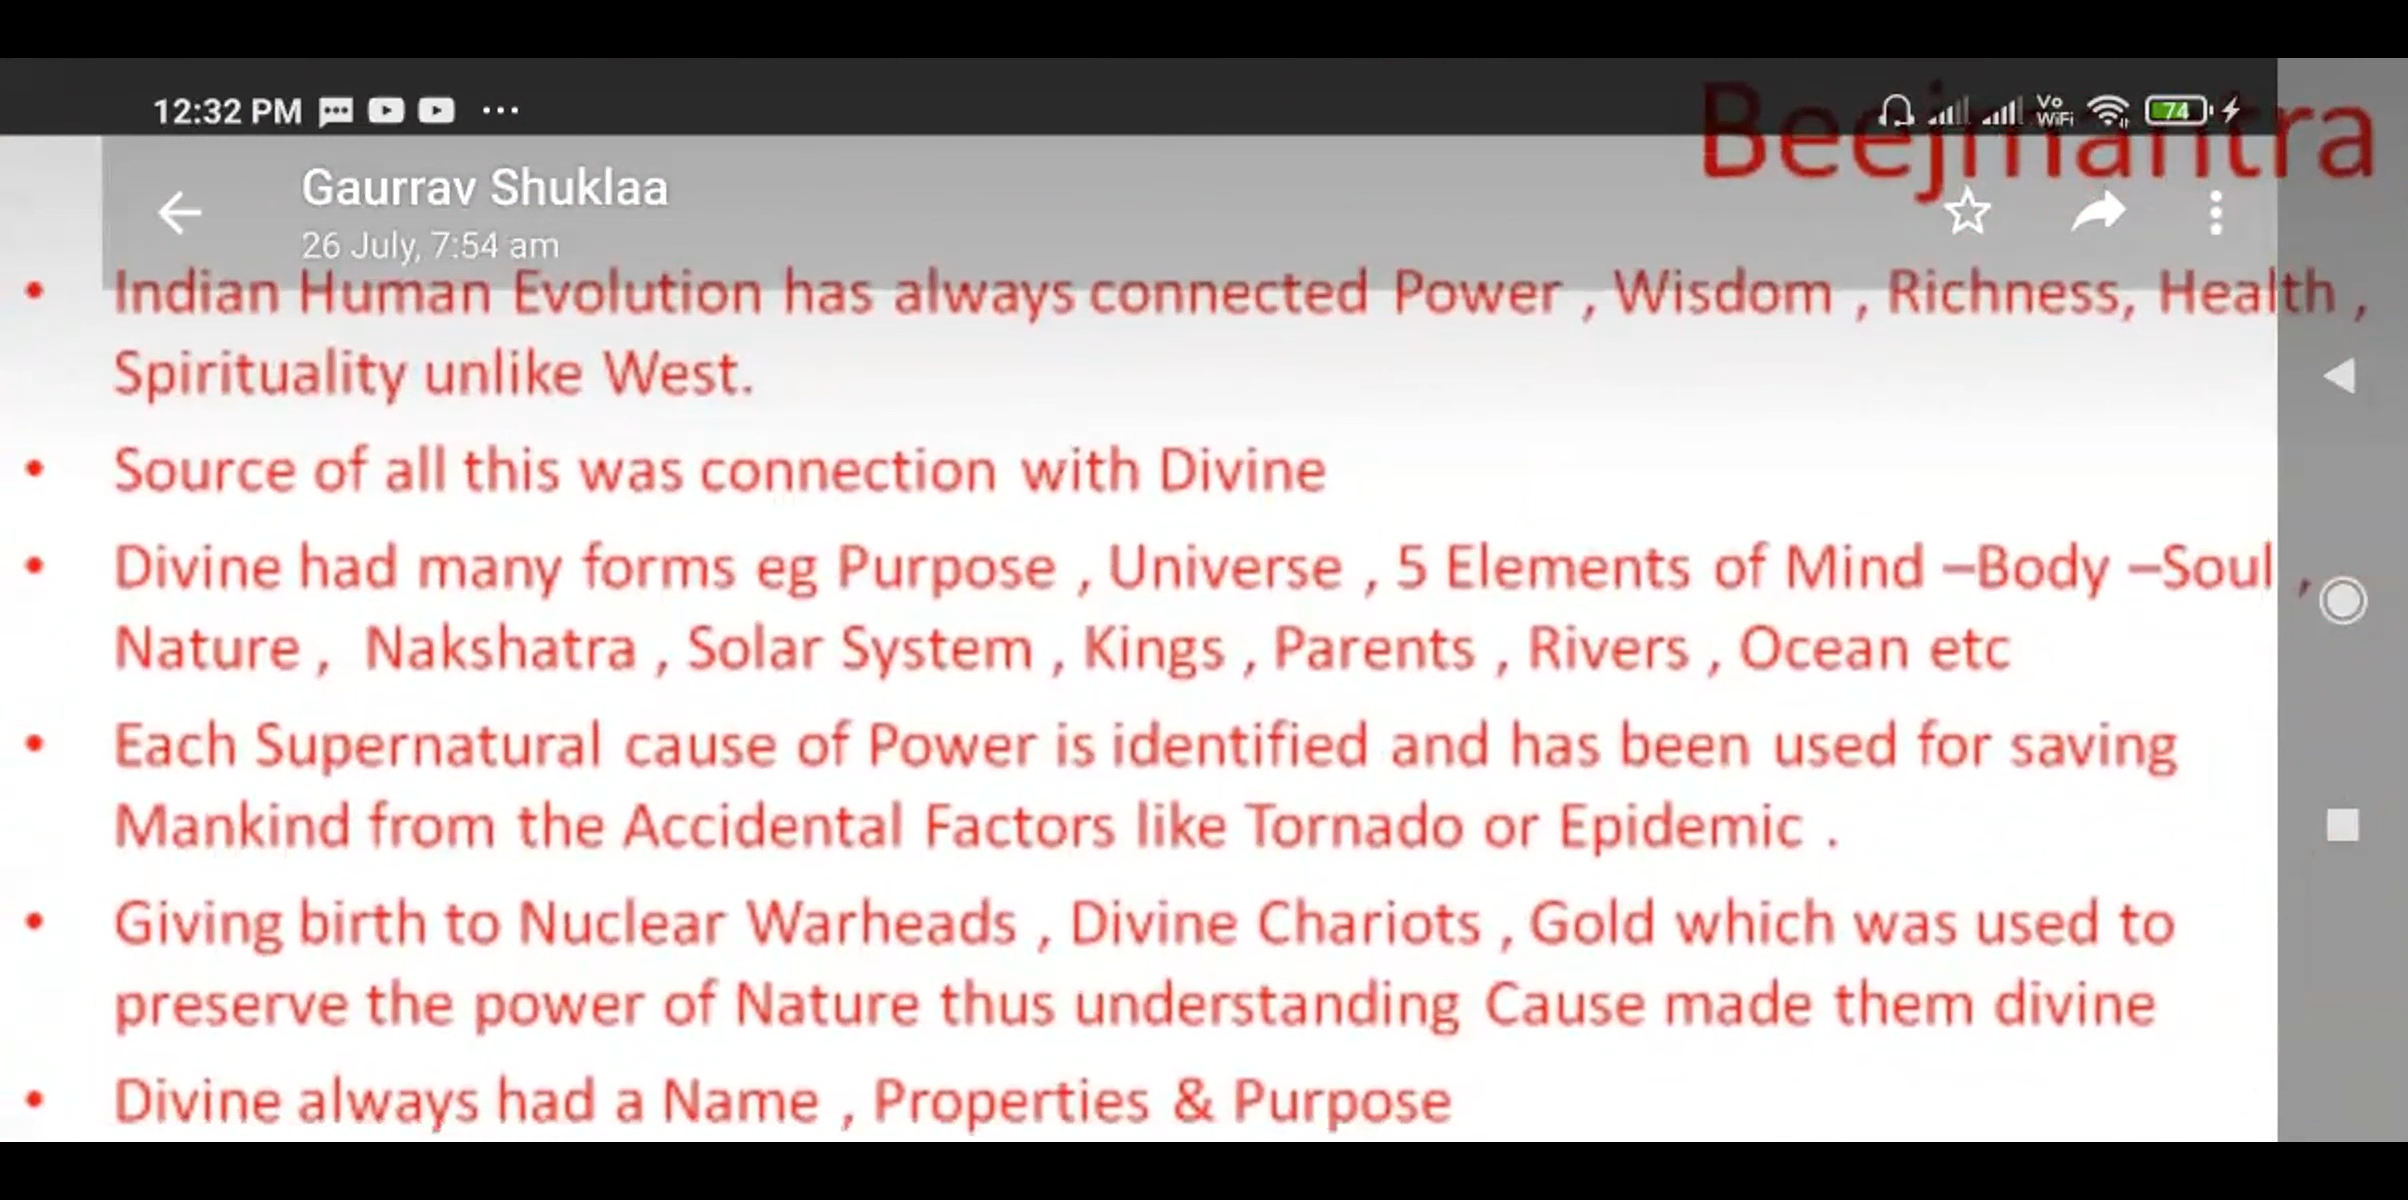 12:32 PM ...
Vo WiFi 74
Beejmantra
Gaurrav Shuklaa
26 July, 7:54 am
• Indian Human Evolution has always connected Power , Wisdom , Richness, Health ,
Spirituality unlike West.
• Source of all this was connection with Divine
• Divine had many forms eg Purpose , Universe , 5 Elements of Mind –Body –Soul ,
Nature , Nakshatra , Solar System , Kings , Parents , Rivers , Ocean etc
• Each Supernatural cause of Power is identified and has been used for saving
Mankind from the Accidental Factors like Tornado or Epidemic .
• Giving birth to Nuclear Warheads , Divine Chariots , Gold which was used to
preserve the power of Nature thus understanding Cause made them divine
• Divine always had a Name , Properties & Purpose